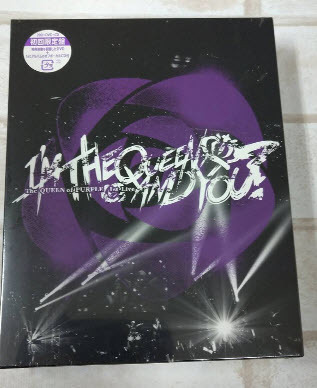 初回限定盤
I'M THE QUEEN,
AND YOU?
The QUEEN of PURPLE 1st Live